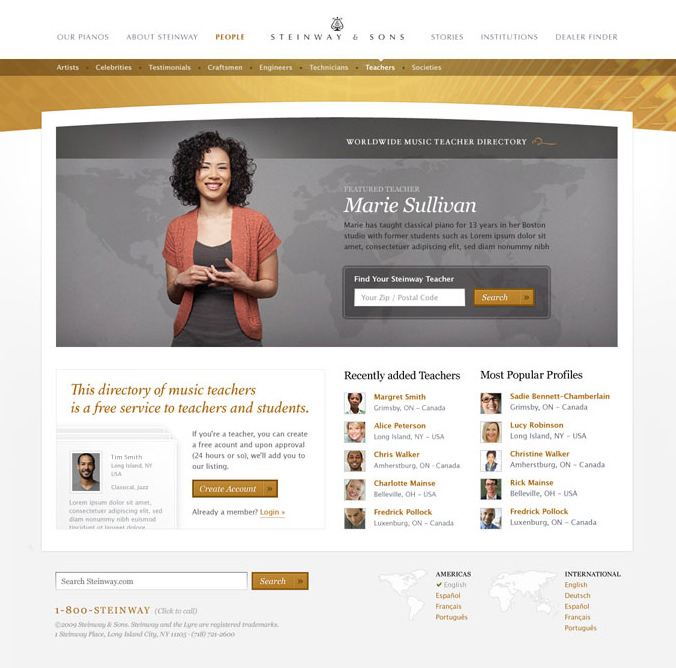 OUR PIANOS ABOUT STEINWAY PEOPLE STEINWAY & SONS STORIES INSTITUTIONS DEALER FINDER
Artists Celebrities Testimonials Craftsmen Engineers Technicians Teachers Societies
WORLDWIDE MUSIC TEACHER DIRECTORY
FEATURED TEACHER
Marie Sullivan
Marie has taught classical piano for 13 years in her Boston
studio with former students such as Lorem ipsum dolor sit
amet, consectetuer adipiscing elit, sed diam nonummy nibh
Find Your Steinway Teacher
Your Zip / Postal Code
Search »
This directory of music teachers
is a free service to teachers and students.
Tim Smith
Long Island, NY
USA
Classical, Jazz
Lorem ipsum dolor sit amet,
consectetuer adipiscing elit, sed
diam nonummy nibh euismod
tincidunt ut laoreet dolore
If you're a teacher, you can create
a free acount and upon approval
(24 hours or so), we'll add you to
our listing.
Create Account »
Already a member? Login »
Recently added Teachers
Margret Smith
Grimsby, ON – Canada
Alice Peterson
Long Island, NY – USA
Chris Walker
Amherstburg, ON - Canada
Charlotte Mainse
Belleville, OH – USA
Fredrick Pollock
Luxenburg, ON – Canada
Most Popular Profiles
Sadie Bennett-Chamberlain
Grimsby, ON – Canada
Lucy Robinson
Long Island, NY – USA
Christine Walker
Amherstburg, ON – Canada
Rick Mainse
Belleville, OH – USA
Fredrick Pollock
Luxunburg, ON – Canada
Search Steinway.com
Search »
1-800-STEINWAY (Click to call)
©2009 Steinway & Sons. Steinway and the Lyre are registered trademarks.
1 Steinway Place, Long Island City, NY 11105 · (718) 721-2600
AMERICAS
✓ English
Español
Français
Português
INTERNATIONAL
English
Deutsch
Español
Français
Português